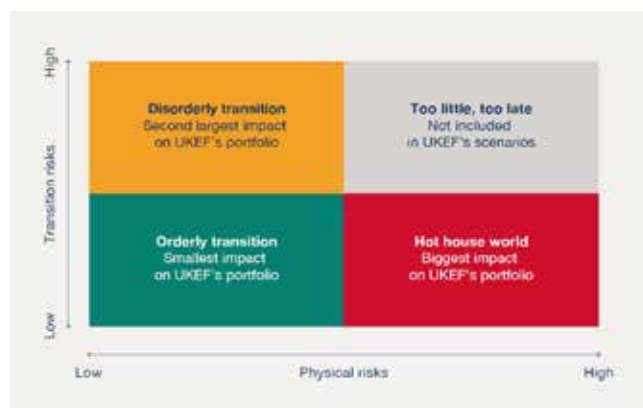 High
Transition risks
Low
Disorderly transition
Second largest impact
on UKEF's portfolio
Too little, too late
Not included
in UKEF's scenarios
Orderly transition
Smallest impact
on UKEF's portfolio
Hot house world
Biggest impact
on UKEF's portfolio
Low
Physical risks
High